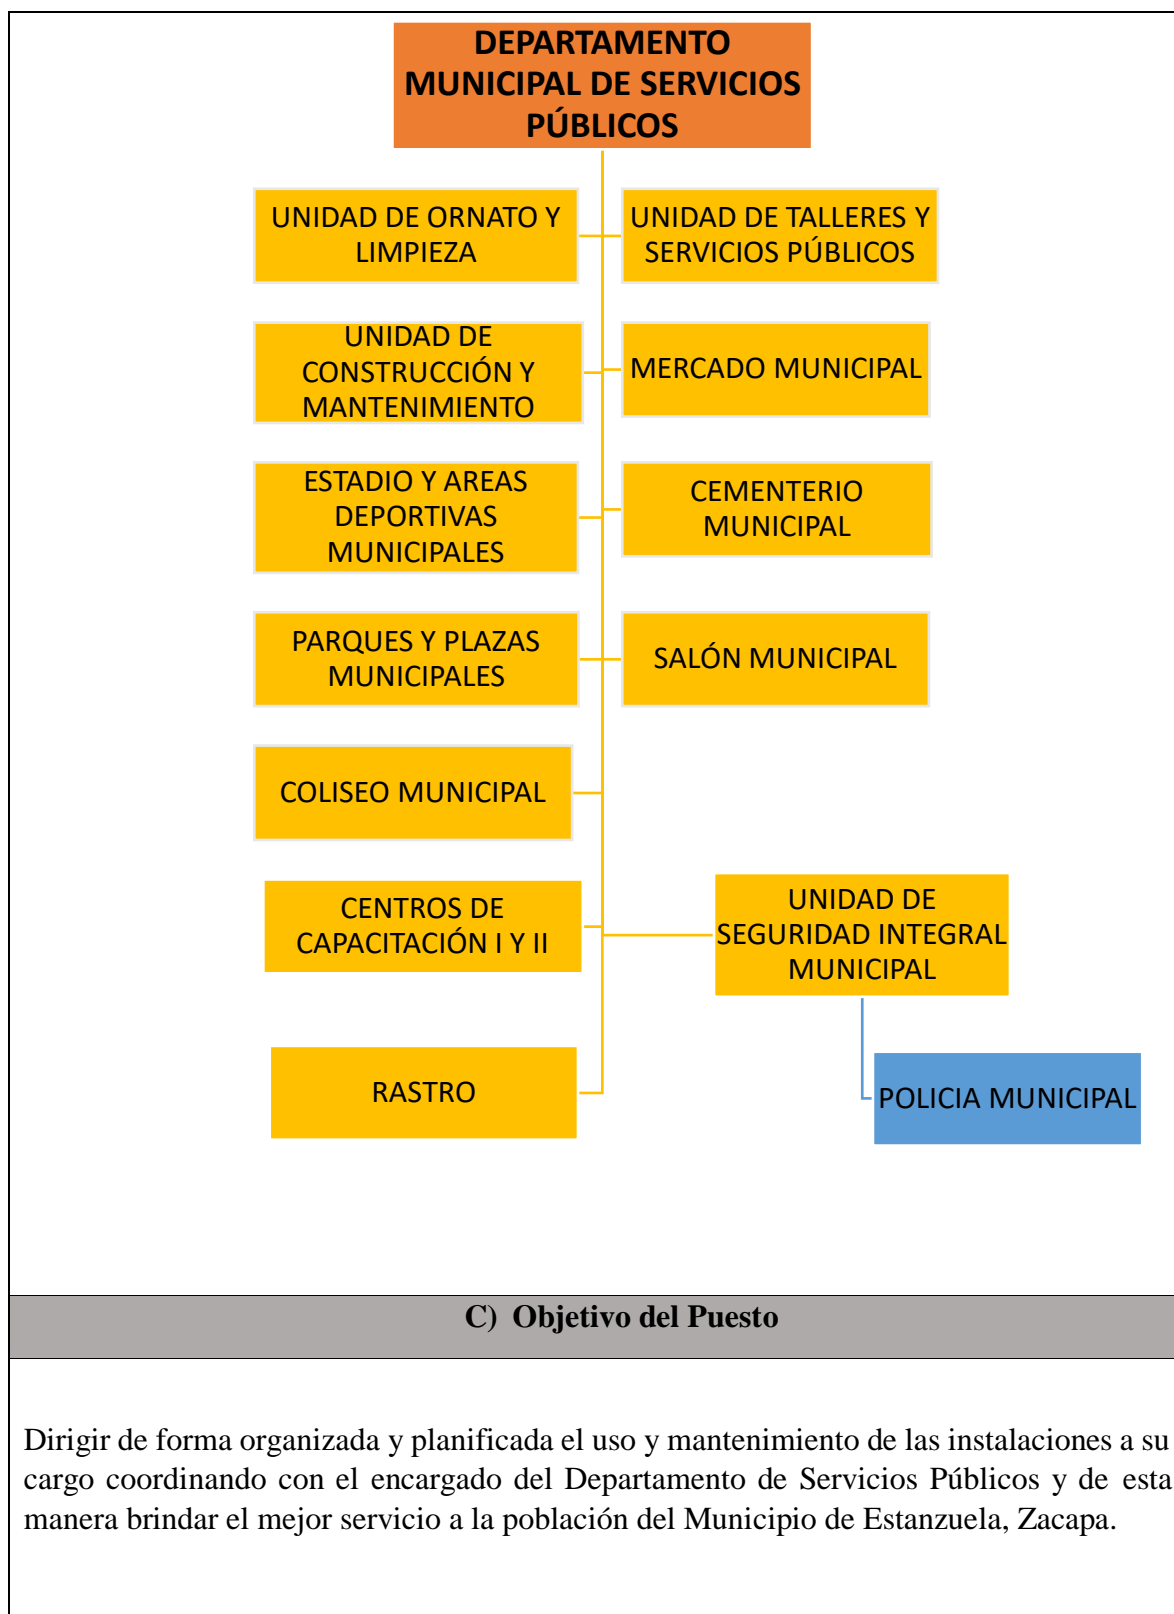 DEPARTAMENTO
MUNICIPAL DE SERVICIOS
PÚBLICOS
UNIDAD DE ORNATO Y
LIMPIEZA
UNIDAD DE TALLERES Y
SERVICIOS PÚBLICOS
UNIDAD DE
CONSTRUCCIÓN Y
MANTENIMIENTO
MERCADO MUNICIPAL
ESTADIO Y AREAS
DEPORTIVAS
MUNICIPALES
CEMENTERIO
MUNICIPAL
PARQUES Y PLAZAS
MUNICIPALES
SALÓN MUNICIPAL
COLISEO MUNICIPAL
CENTROS DE
CAPACITACIÓN I Y II
UNIDAD DE
SEGURIDAD INTEGRAL
MUNICIPAL
RASTRO
POLICIA MUNICIPAL
C) Objetivo del Puesto
Dirigir de forma organizada y planificada el uso y mantenimiento de las instalaciones a su
cargo coordinando con el encargado del Departamento de Servicios Públicos y de esta
manera brindar el mejor servicio a la población del Municipio de Estanzuela, Zacapa.